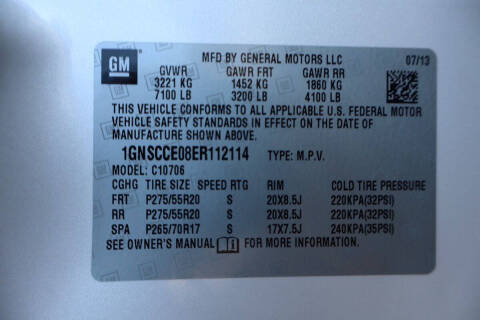 GM
MFD BY GENERAL MOTORS LLC 07/13
GVWR GAWR FRT GAWR RR
3221 KG 1452 KG 1860 KG
7100 LB 3200 LB 4100 LB
THIS VEHICLE CONFORMS TO ALL APPLICABLE U.S. FEDERAL MOTOR
VEHICLE SAFETY STANDARDS IN EFFECT ON THE DATE OF
MANUFACTURE SHOWN ABOVE.
1GNSCCE08ER112114 TYPE: M.P.V.
MODEL: C10706
CGHG TIRE SIZE SPEED RTG RIM COLD TIRE PRESSURE
FRT P275/55R20 S 20X8.5J 220KPA(32PSI)
RR P275/55R20 S 20X8.5J 220KPA(32PSI)
SPA P265/70R17 S 17X7.5J 240KPA(35PSI)
SEE OWNER'S MANUAL FOR MORE INFORMATION.